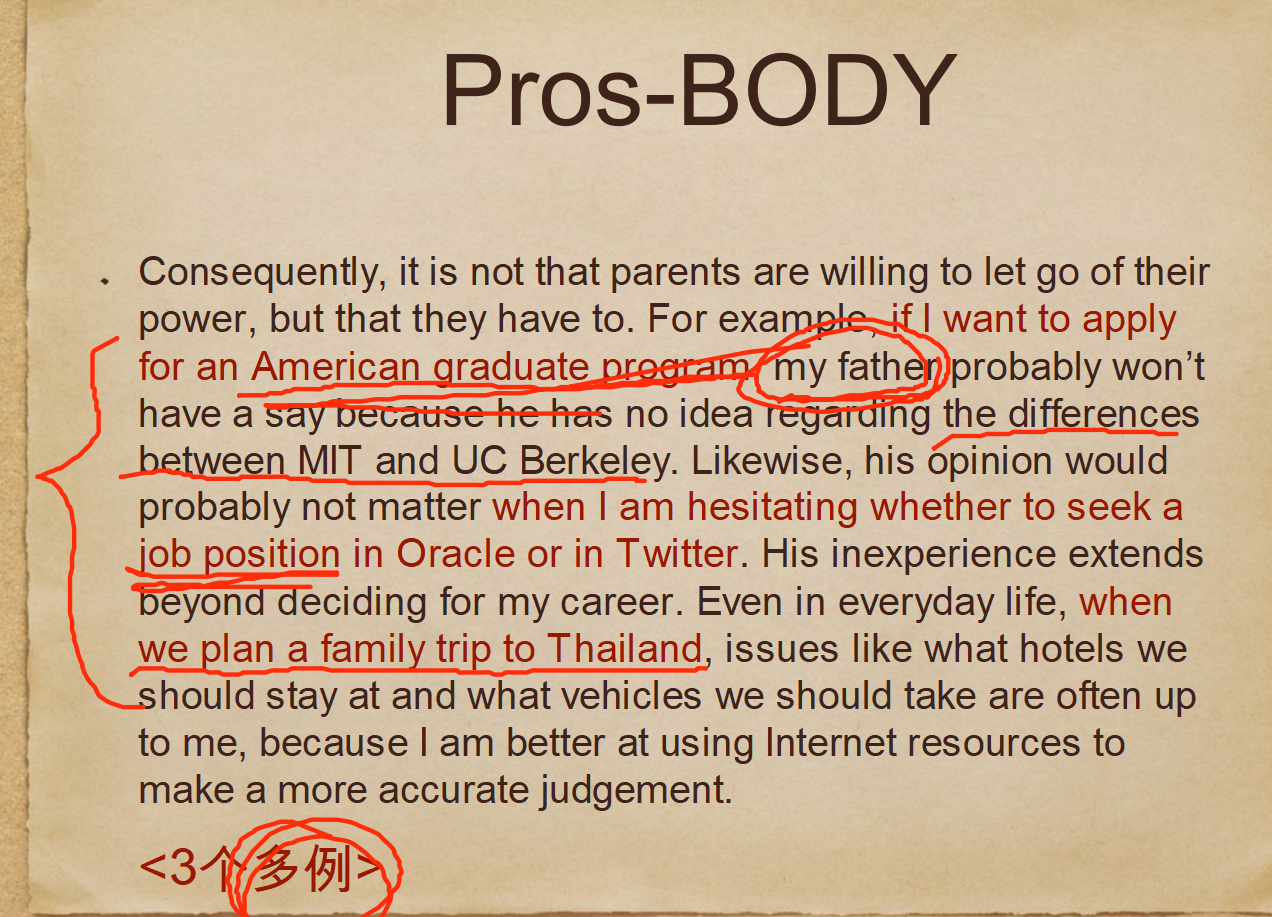 Pros-BODY
Consequently, it is not that parents are willing to let go of their
power, but that they have to. For example, if I want to apply
for an American graduate program, my father probably won't
have a say because he has no idea regarding the differences
between MIT and UC Berkeley. Likewise, his opinion would
probably not matter when I am hesitating whether to seek a
job position in Oracle or in Twitter. His inexperience extends
beyond deciding for my career. Even in everyday life, when
we plan a family trip to Thailand, issues like what hotels we
should stay at and what vehicles we should take are often up
to me, because I am better at using Internet resources to
make a more accurate judgement.
<3个多例>